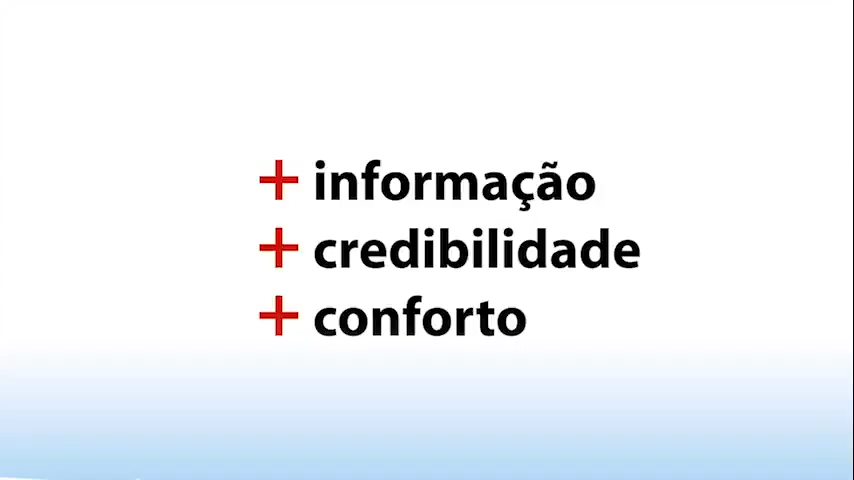 + informação
+ credibilidade
+ conforto